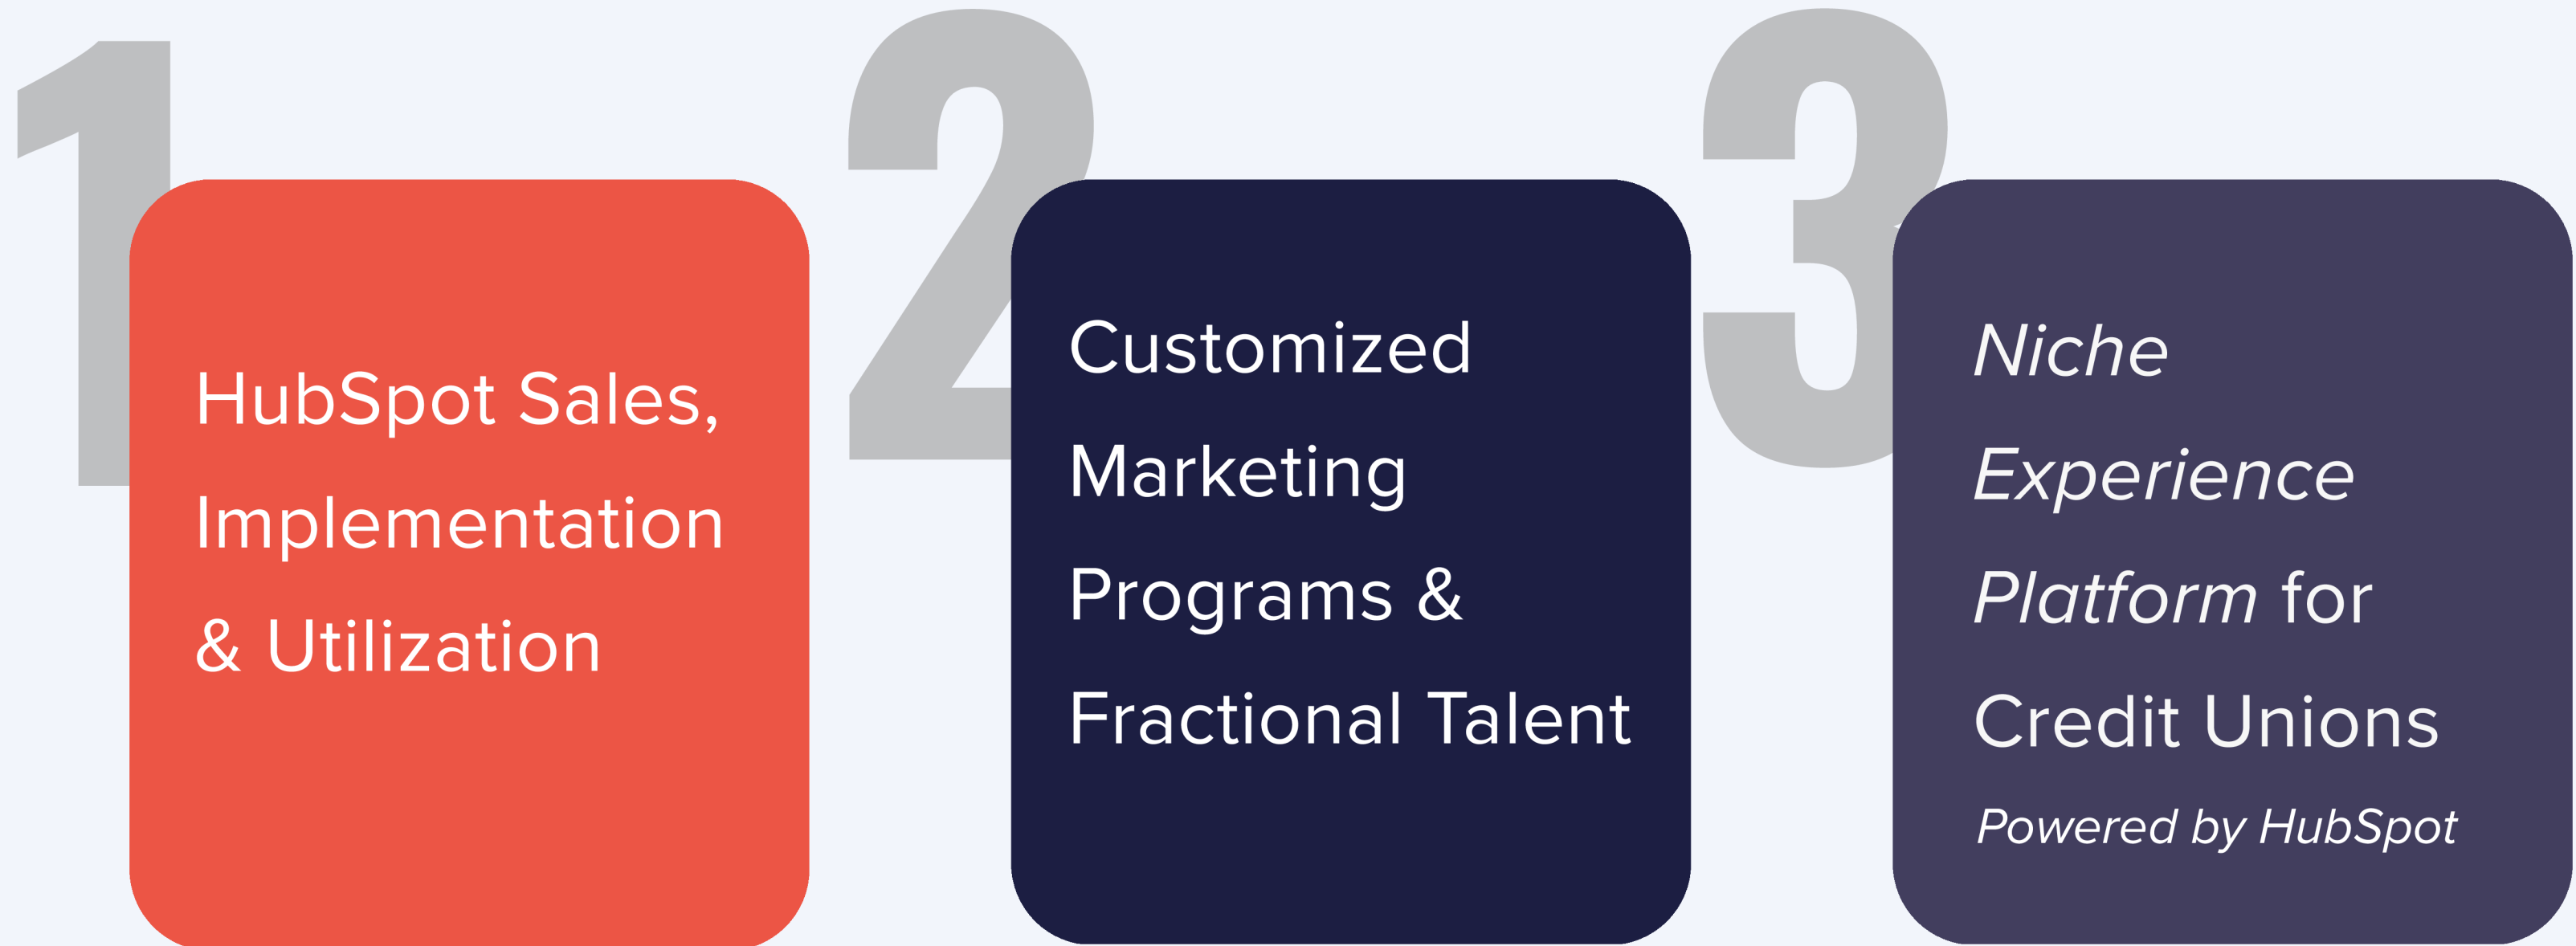 1
HubSpot Sales,
Implementation
& Utilization
2
Customized
Marketing
Programs &
Fractional Talent
3
Niche
Experience
Platform for
Credit Unions
Powered by HubSpot